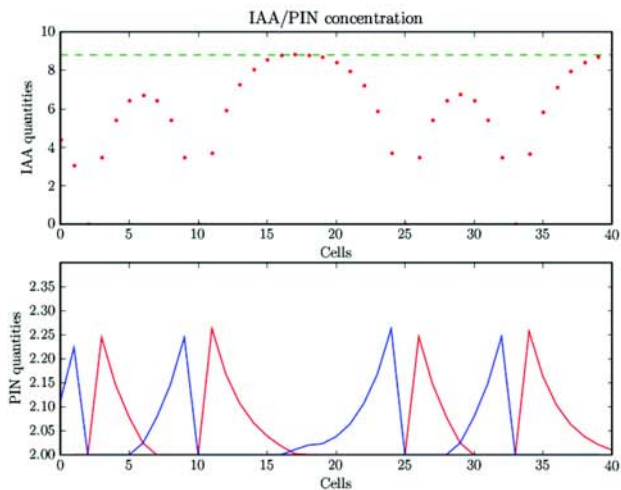 IAA/PIN concentration
10
8
6
4
2
0
IAA quantities
0 5 10 15 20 25 30 35 40
Cells
2.35
2.30
2.25
2.20
2.15
2.10
2.05
2.00
PIN quantities
0 5 10 15 20 25 30 35 40
Cells